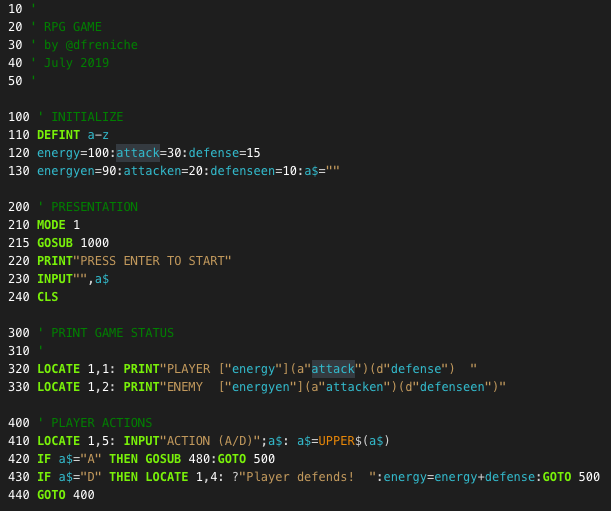 10 '
20 ' RPG GAME
30 ' by @dfreniche
40 ' July 2019
50 '
100 ' INITIALIZE
110 DEFINT a-z
120 energy=100:attack=30:defense=15
130 energyen=90:attacken=20:defenseen=10:a$=""
200 ' PRESENTATION
210 MODE 1
215 GOSUB 1000
220 PRINT"PRESS ENTER TO START"
230 INPUT"",a$
240 CLS
300 ' PRINT GAME STATUS
310 '
320 LOCATE 1,1: PRINT"PLAYER ["energy"](a"attack")(d"defense")  "
330 LOCATE 1,2: PRINT"ENEMY  ["energyen"](a"attacken")(d"defenseen")"
400 ' PLAYER ACTIONS
410 LOCATE 1,5: INPUT"ACTION (A/D)";a$: a$=UPPER$(a$)
420 IF a$="A" THEN GOSUB 480:GOTO 500
430 IF a$="D" THEN LOCATE 1,4: ?"Player defends!  ":energy=energy+defense:GOTO 500
440 GOTO 400